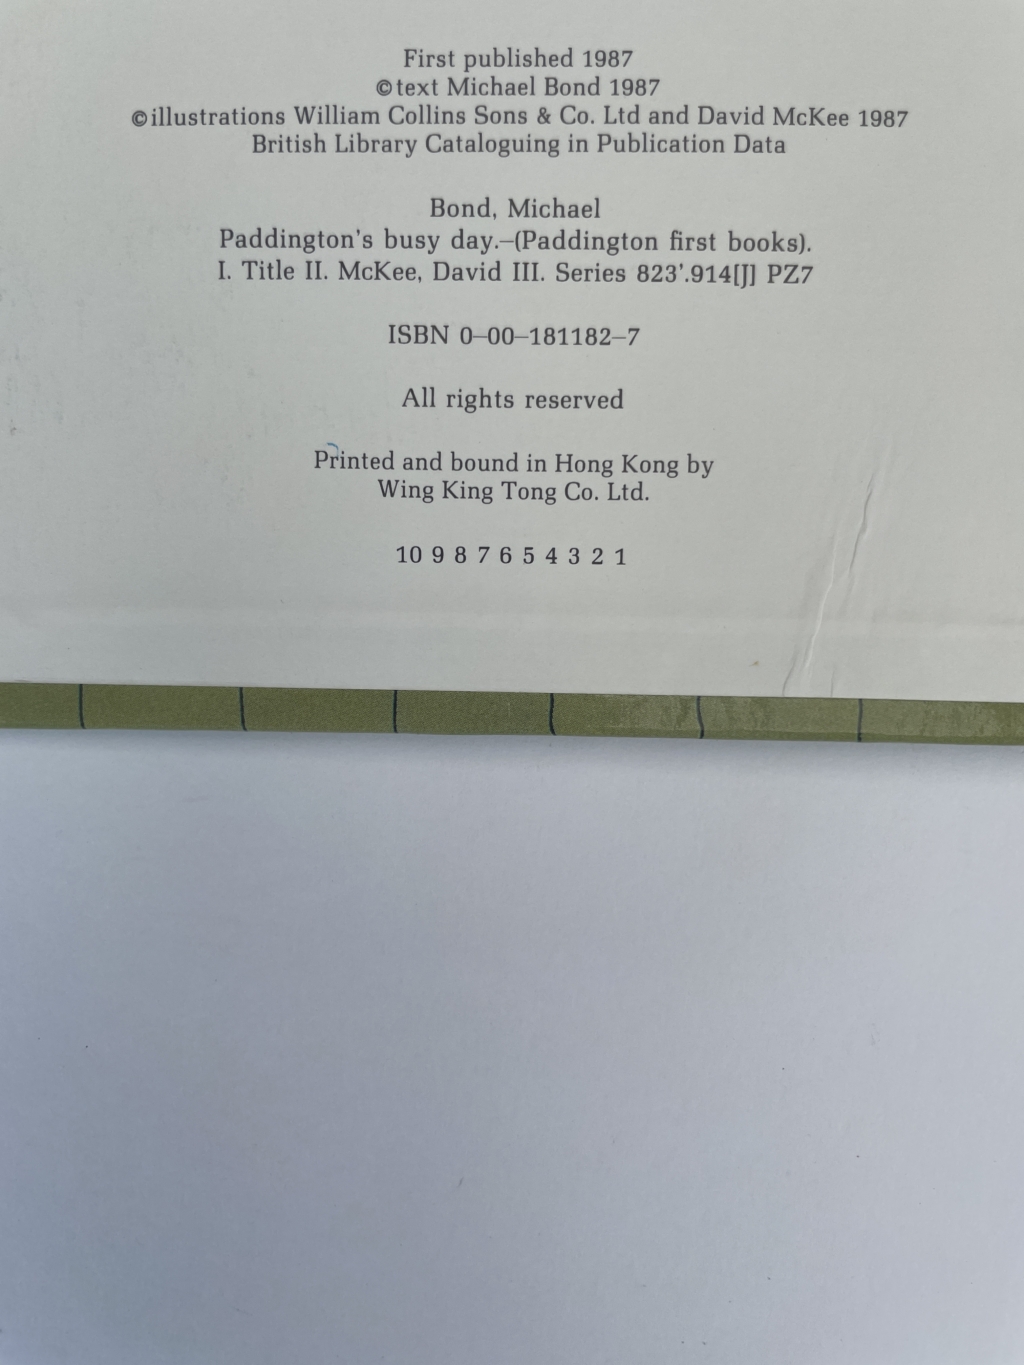 First published 1987
© text Michael Bond 1987
© illustrations William Collins Sons & Co. Ltd and David McKee 1987
British Library Cataloguing in Publication Data
Bond, Michael
Paddington's busy day.–(Paddington first books).
I. Title II. McKee, David III. Series 823'.914[J] PZ7
ISBN 0–00–181182–7
All rights reserved
Printed and bound in Hong Kong by
Wing King Tong Co. Ltd.
10 9 8 7 6 5 4 3 2 1